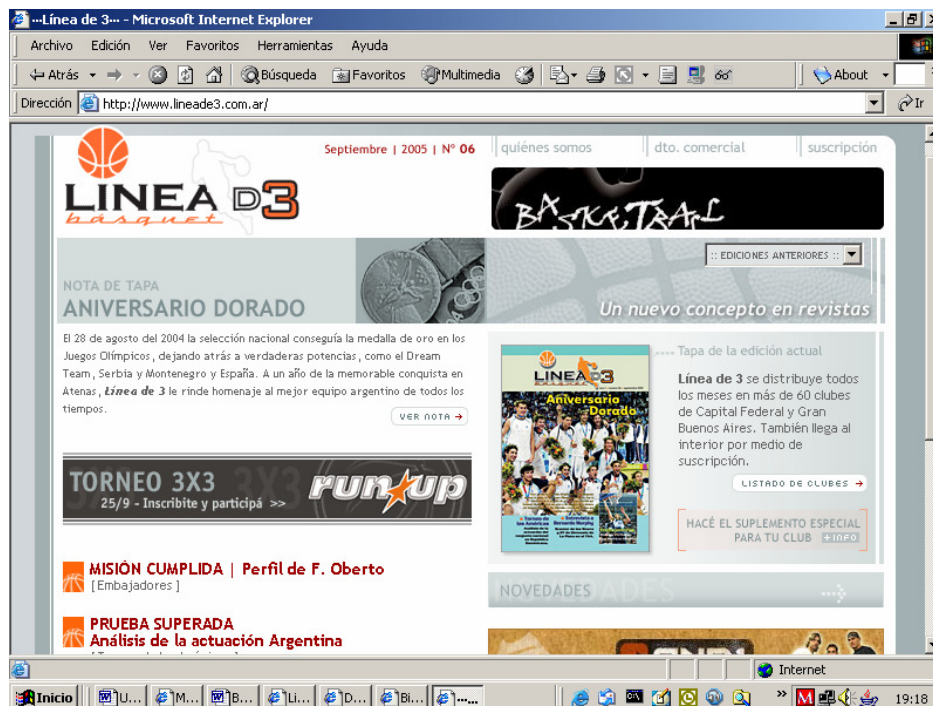 ···Línea de 3··· - Microsoft Internet Explorer
Archivo Edición Ver Favoritos Herramientas Ayuda
Atrás Búsqueda Favoritos Multimedia About
Dirección http://www.lineade3.com.ar/ Ir
Septiembre | 2005 | Nº 06 quiénes somos dto. comercial suscripción
LINEA D3
básquet
BASKETBALL
:: EDICIONES ANTERIORES ::
NOTA DE TAPA
ANIVERSARIO DORADO
Un nuevo concepto en revistas
El 28 de agosto del 2004 la selección nacional conseguía la medalla de oro en los
Juegos Olímpicos, dejando atrás a verdaderas potencias, como el Dream
Team, Serbia y Montenegro y España. A un año de la memorable conquista en
Atenas, Línea de 3 le rinde homenaje al mejor equipo argentino de todos los
tiempos.
VER NOTA
TORNEO 3X3
25/9 - Inscribite y participá >>
run up
MISIÓN CUMPLIDA | Perfil de F. Oberto
[Embajadores]
PRUEBA SUPERADA
Análisis de la actuación Argentina
LINEA D3
Aniversario
Dorado
.... Tapa de la edición actual
Línea de 3 se distribuye todos
los meses en más de 60 clubes
de Capital Federal y Gran
Buenos Aires. También llega al
interior por medio de
suscripción.
LISTADO DE CLUBES
HACÉ EL SUPLEMENTO ESPECIAL
PARA TU CLUB +INFO
NOVEDADES
Internet
Inicio U... M... B... Li... D... Bi... ···... » 19:18